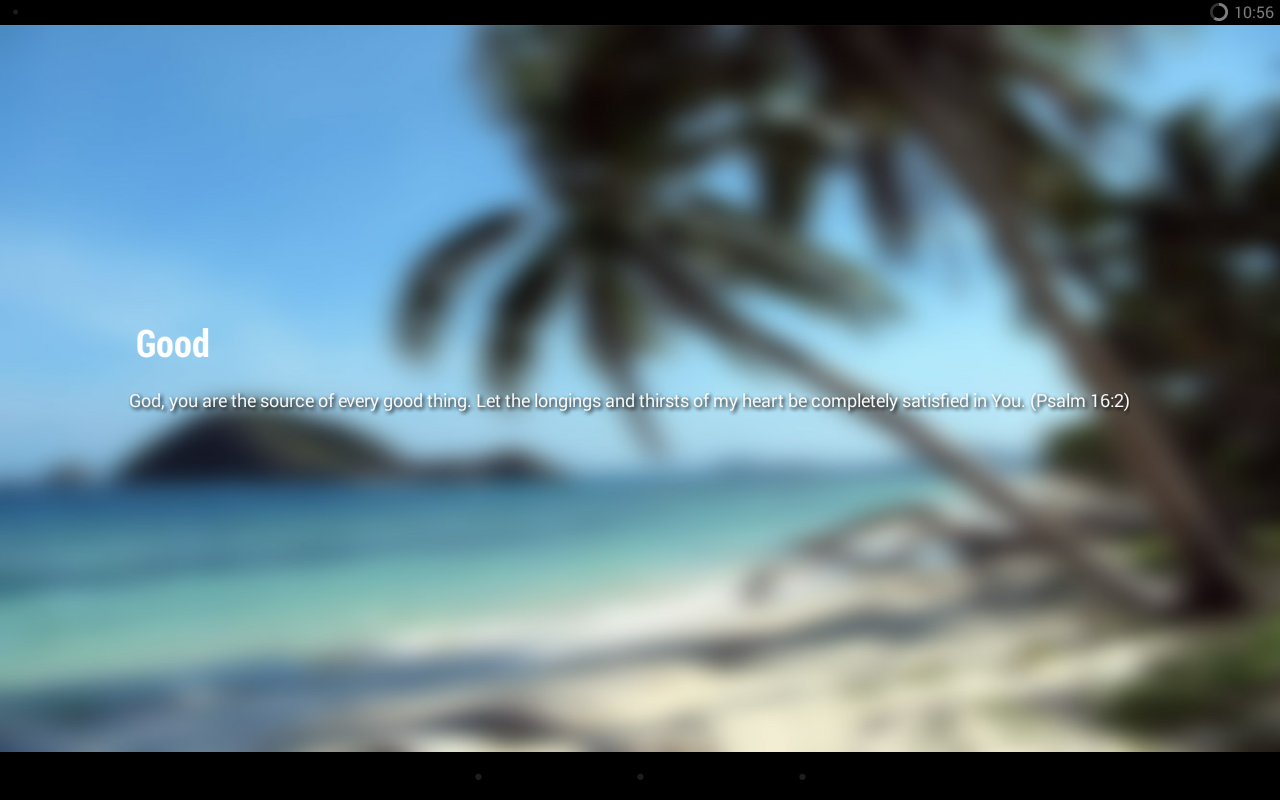 10:56
Good
God, you are the source of every good thing. Let the longings and thirsts of my heart be completely satisfied in You. (Psalm 16:2)